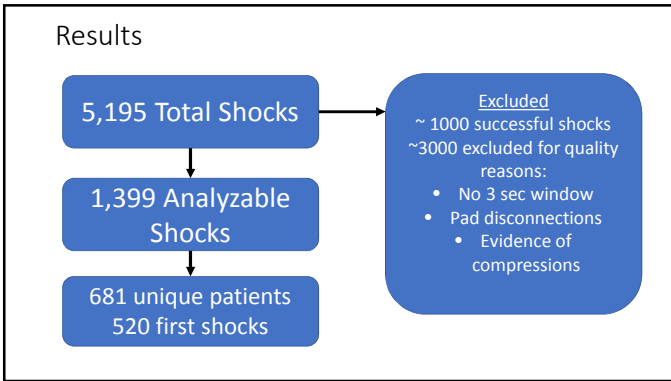 Results
5,195 Total Shocks
1,399 Analyzable
Shocks
681 unique patients
520 first shocks
Excluded
~ 1000 successful shocks
~3000 excluded for quality
reasons:
• No 3 sec window
• Pad disconnections
• Evidence of
compressions